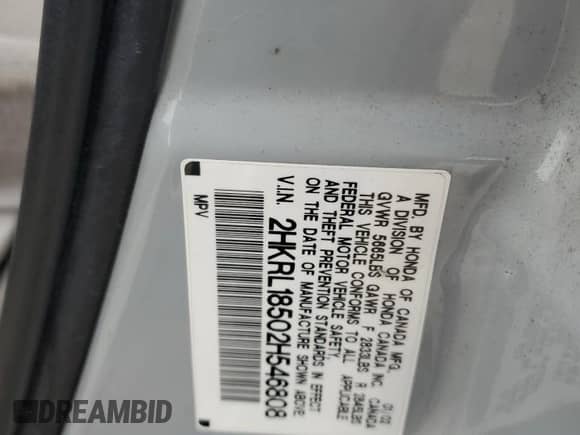 MFD. BY HONDA OF CANADA MFG.
A DIVISION OF HONDA CANADA INC. 01/02
GVWR 5665LBS GAWR F 2833LBS R 2845LBS
THIS VEHICLE CONFORMS TO ALL APPLICABLE CANADA
FEDERAL MOTOR VEHICLE SAFETY
AND THEFT PREVENTION STANDARDS IN EFFECT
ON THE DATE OF MANUFACTURE SHOWN ABOVE.
V.I.N. 2HKRL18502H546808
MPV
DREAMBID